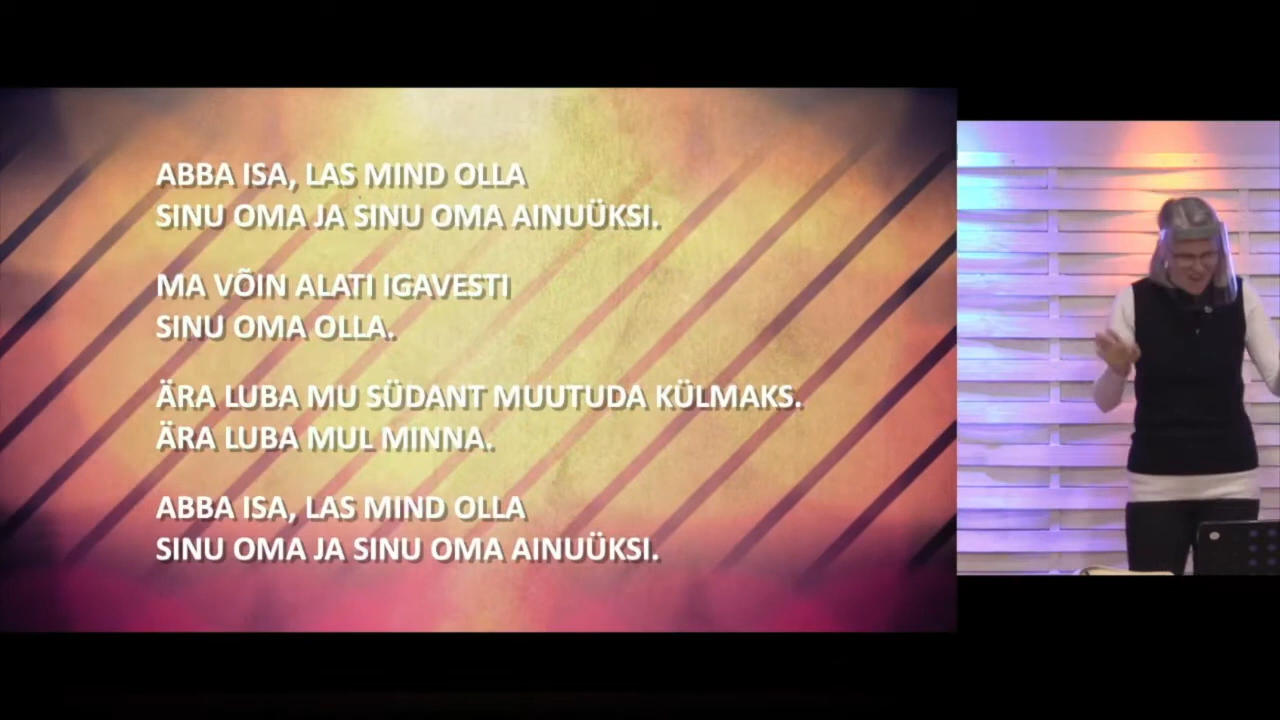 ABBA ISA, LAS MIND OLLA
SINU OMA JA SINU OMA AINUÜKSI.
MA VÕIN ALATI IGAVESTI
SINU OMA OLLA.
ÄRA LUBA MU SÜDANT MUUTUDA KÜLMAKS.
ÄRA LUBA MUL MINNA.
ABBA ISA, LAS MIND OLLA
SINU OMA JA SINU OMA AINUÜKSI.